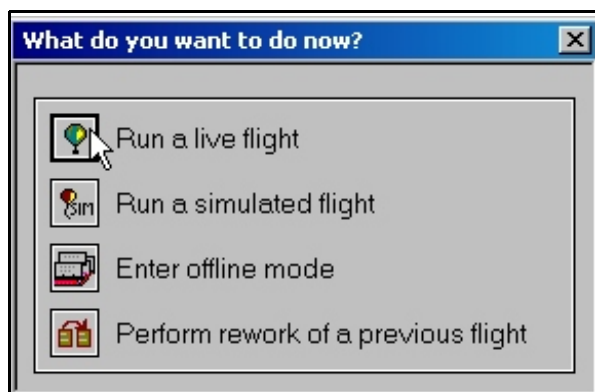 What do you want to do now?
Run a live flight
SIM
Run a simulated flight
Enter offline mode
Perform rework of a previous flight